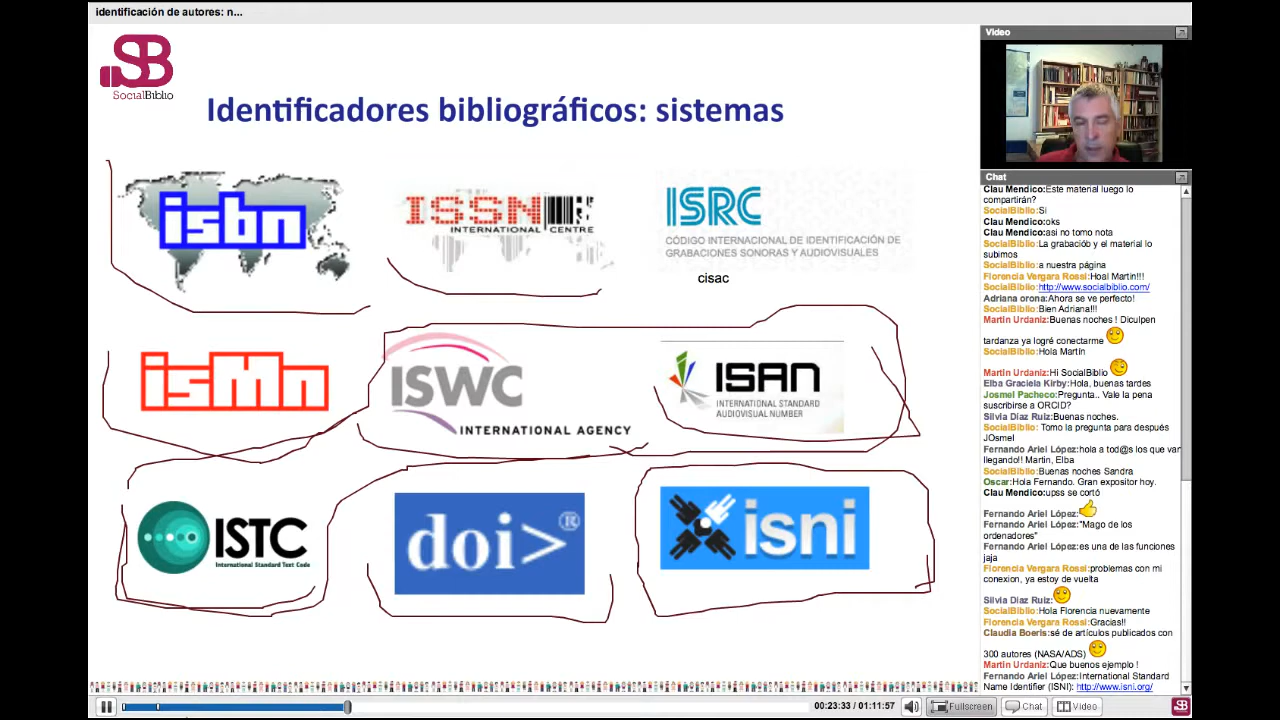 identificación de autores: n...
SB
SocialBiblio
Identificadores bibliográficos: sistemas
isbn
ISSN
INTERNATIONAL CENTRE
ISRC
CÓDIGO INTERNACIONAL DE IDENTIFICACIÓN DE
GRABACIONES SONORAS Y AUDIOVISUALES
cisac
isMn
ISWC
INTERNATIONAL AGENCY
ISAN
INTERNATIONAL STANDARD
AUDIOVISUAL NUMBER
ISTC
International Standard Text Code
doi>®
isni
Video
Chat
Clau Mendico:Este material luego lo
compartirán?
SocialBiblio:Sí
Clau Mendico:oks
Clau Mendico:asi no tomo nota
SocialBiblio:La grabacióÞ y el material lo
subimos
SocialBiblio:a nuestra página
Florencia Vergara Rossi:Hoal Martin!!!
SocialBiblio:http://www.socialbiblio.com/
Adriana orona:Ahora se ve perfecto!
SocialBiblio:Bien Adriana!!!
Martin Urdaniz:Buenas noches ! Diculpen
tardanza ya logré conectarme
SocialBiblio:Hola Martín
Martin Urdaniz:Hi SocialBiblio
Elba Graciela Kirby:Hola, buenas tardes
Josmel Pacheco:Pregunta.. Vale la pena
suscribirse a ORCID?
Silvia Díaz Ruiz:Buenos noches.
SocialBiblio: Tomo la pregunta para después
JOsmel
Fernando Ariel López:hola a tod@s los que van
llegando!! Martin, Elba
SocialBiblio:Buenas noches Sandra
Oscar:Hola Fernando. Gran expositor hoy.
Clau Mendico:upss se cortó
Fernando Ariel López:
Fernando Ariel López:"Mago de los
ordenadores"
Fernando Ariel López:es una de las funciones
jaja
Florencia Vergara Rossi:problemas con mi
conexion, ya estoy de vuelta
Silvia Díaz Ruiz:
SocialBiblio:Hola Florencia nuevamente
Florencia Vergara Rossi:Gracias!!
Claudia Boeris:sé de artículos publicados con
300 autores (NASA/ADS)
Martin Urdaniz:Que buenos ejemplo !
Fernando Ariel López:International Standard
Name Identifier (ISNI): http://www.isni.org/
00:23:33 / 01:11:57
Fullscreen
Chat
Video
SB